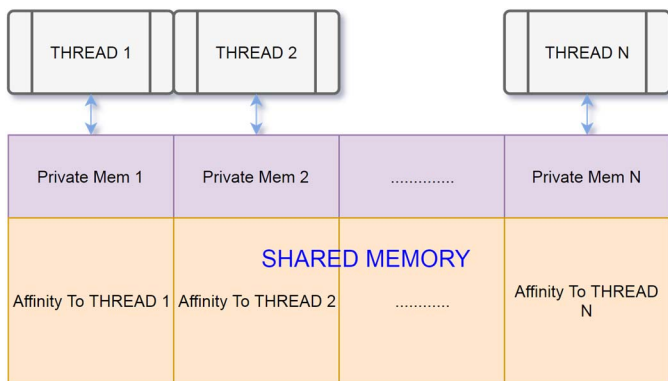 THREAD 1
THREAD 2
THREAD N
Private Mem 1
Private Mem 2
..............
Private Mem N
SHARED MEMORY
Affinity To THREAD 1
Affinity To THREAD 2
............
Affinity To THREAD
N